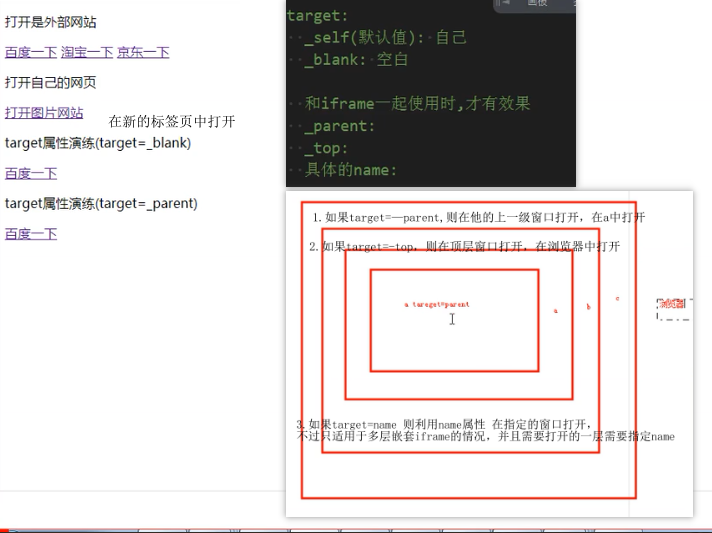 打开是外部网站
百度一下 淘宝一下 京东一下
打开自己的网页
打开图片网站
在新的标签页中打开
target属性演练(target=_blank)
百度一下
target属性演练(target=_parent)
百度一下
画板
target:
_self(默认值): 自己
_blank: 空白
和iframe一起使用时,才有效果
_parent:
_top:
具体的name:
1.如果target=—parent,则在他的上一级窗口打开，在a中打开
2.如果target=-top，则在顶层窗口打开，在浏览器中打开
a tareget=parent
a
b
c
浏览器
3.如果target=name 则利用name属性 在指定的窗口打开，
不过只适用于多层嵌套iframe的情况，并且需要打开的一层需要指定name